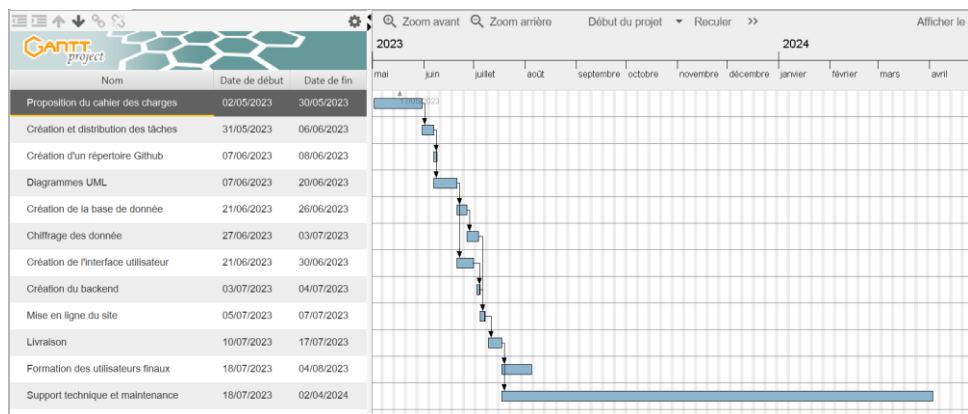 Zoom avant Zoom arrière Début du projet Reculer >> Afficher le
GANTT project
2023 2024
Nom Date de début Date de fin
mai juin juillet août septembre octobre novembre décembre janvier février mars avril
Proposition du cahier des charges 02/05/2023 30/05/2023
17/05/2023
Création et distribution des tâches 31/05/2023 06/06/2023
Création d'un répertoire Github 07/06/2023 08/06/2023
Diagrammes UML 07/06/2023 20/06/2023
Création de la base de donnée 21/06/2023 26/06/2023
Chiffrage des donnée 27/06/2023 03/07/2023
Création de l'interface utilisateur 21/06/2023 30/06/2023
Création du backend 03/07/2023 04/07/2023
Mise en ligne du site 05/07/2023 07/07/2023
Livraison 10/07/2023 17/07/2023
Formation des utilisateurs finaux 18/07/2023 04/08/2023
Support technique et maintenance 18/07/2023 02/04/2024